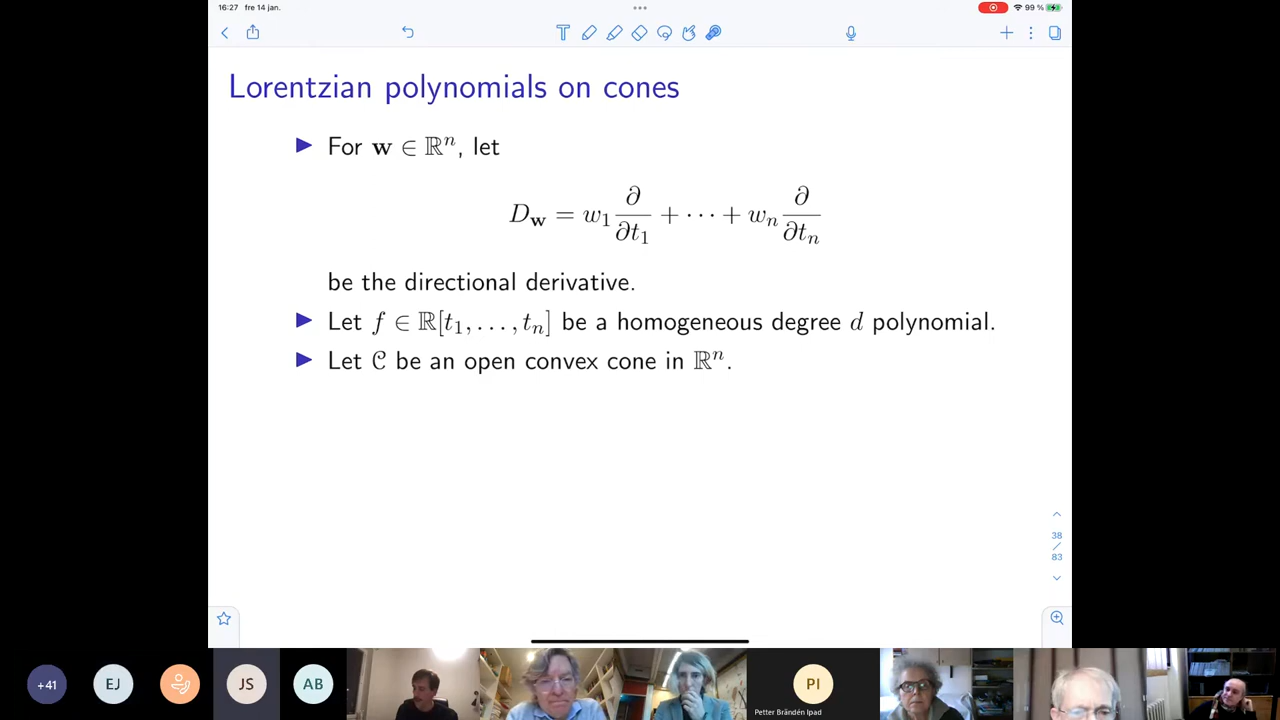 16:27 fre 14 jan.
99 %
Lorentzian polynomials on cones
▶ For w ∈ ℝⁿ, let
D_w = w₁ ∂/∂t₁ + · · · + wₙ ∂/∂tₙ
be the directional derivative.
▶ Let f ∈ ℝ[t₁, . . . , tₙ] be a homogeneous degree d polynomial.
▶ Let 𝒞 be an open convex cone in ℝⁿ.
38
/
83
+41 EJ JS AB PI
Petter Brändén Ipad